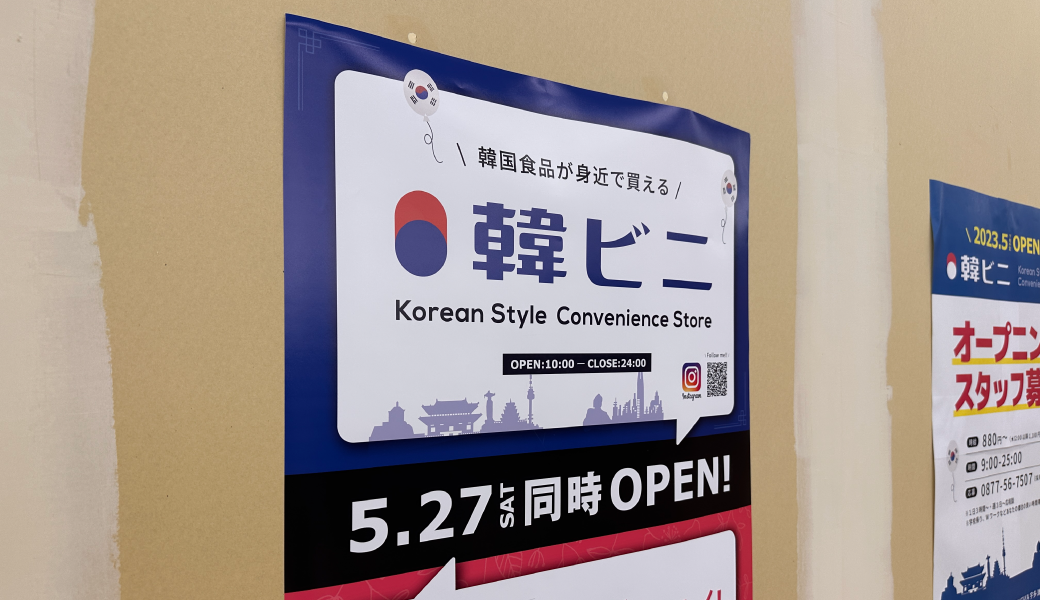 \ 韓国食品が身近で買える /
韓ビニ
Korean Style Convenience Store
OPEN:10:00 – CLOSE:24:00
Follow me!!
Instagram
5.27 SAT 同時 OPEN!
\ 2023.5 OPEN
韓ビニ
Korean S
Convenie
オープニン
スタッフ募
880円〜
9:00-25:00
0877-56-7507